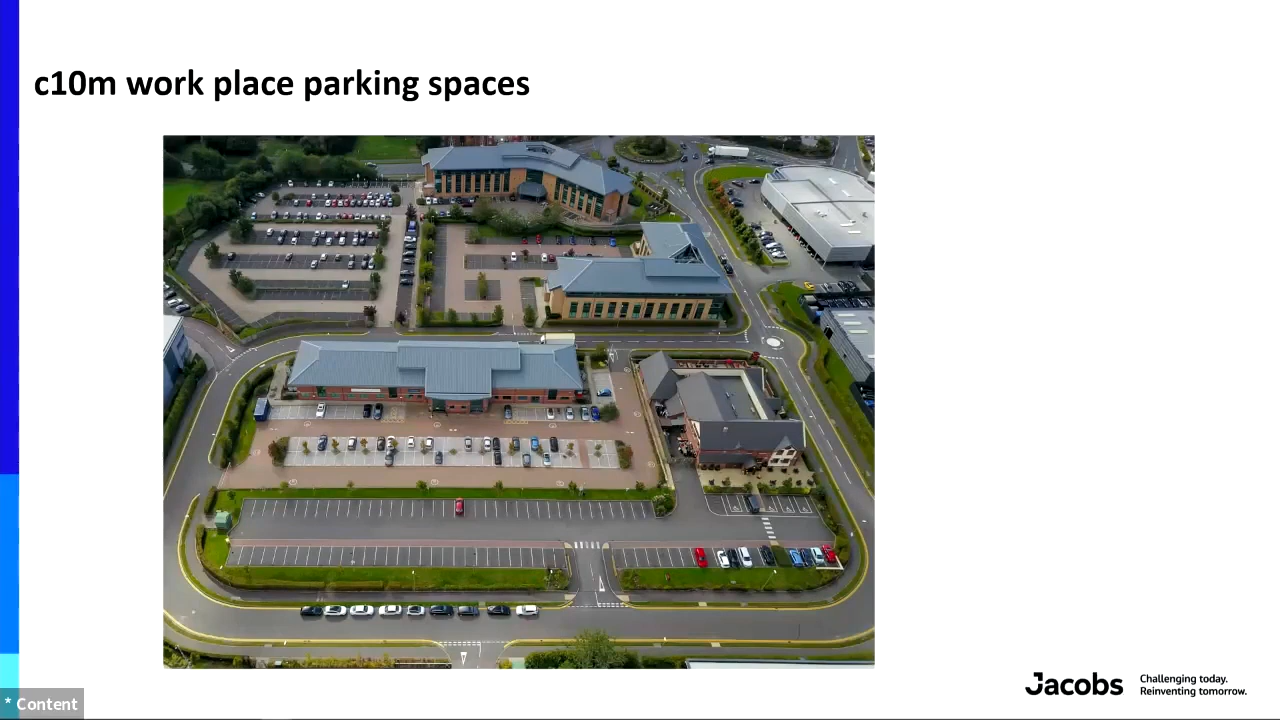 c10m work place parking spaces
Jacobs
Challenging today.
Reinventing tomorrow.
* Content